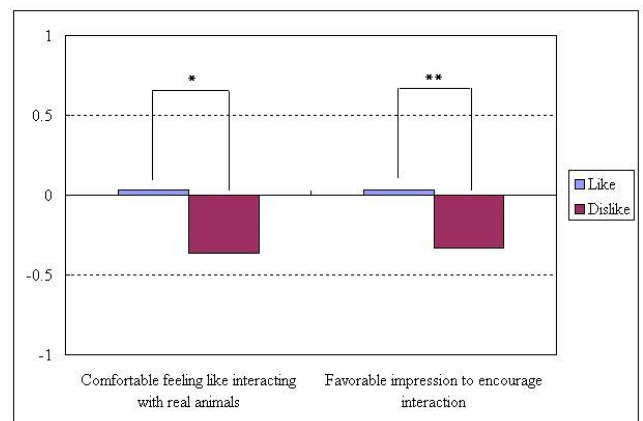 1
*
**
0.5
0
Like
Dislike
-0.5
-1
Comfortable feeling like interacting
with real animals
Favorable impression to encourage
interaction